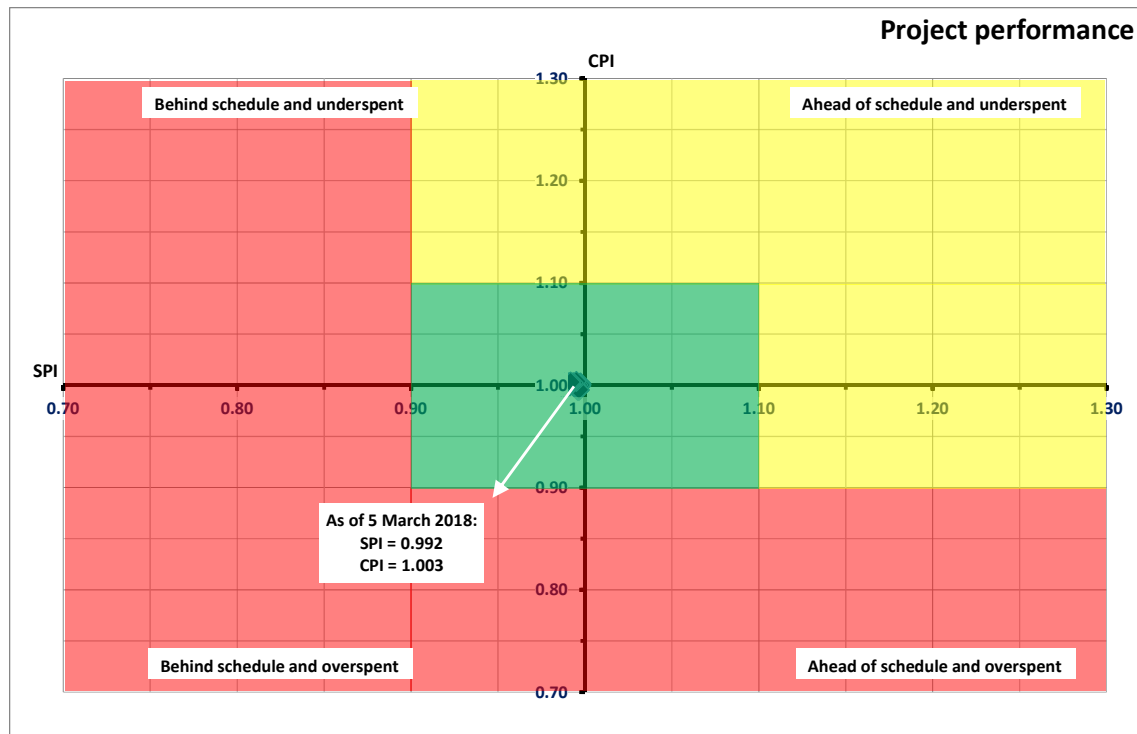 Project performance
CPI
1.30
Behind schedule and underspent
Ahead of schedule and underspent
1.20
1.10
SPI
1.00
0.70 0.80 0.90 1.00 1.10 1.20 1.30
0.90
As of 5 March 2018:
SPI = 0.992
CPI = 1.003
0.80
Behind schedule and overspent
Ahead of schedule and overspent
0.70